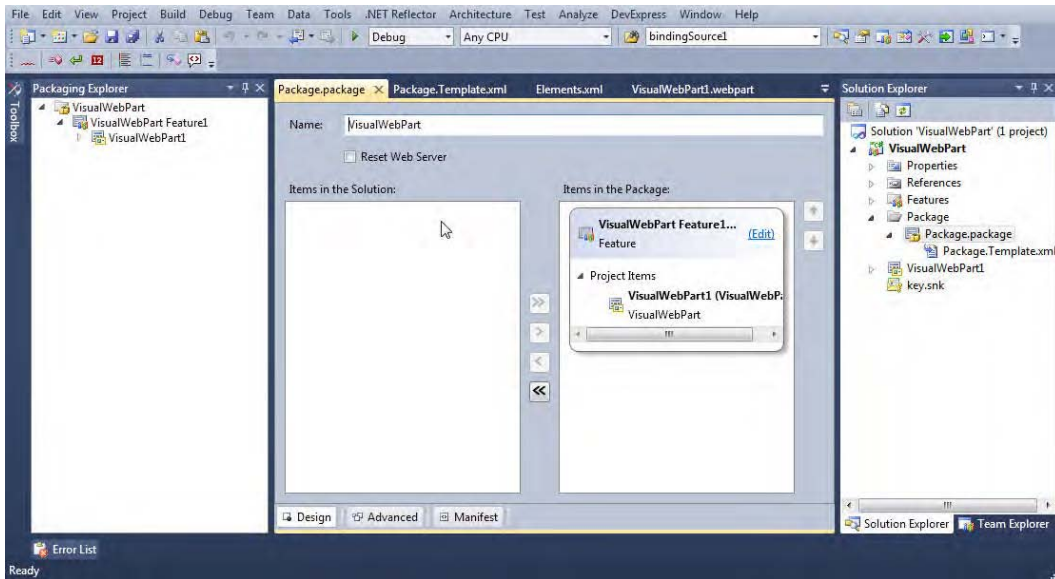 File Edit View Project Build Debug Team Data Tools .NET Reflector Architecture Test Analyze DevExpress Window Help
Debug Any CPU bindingSource1
Toolbox
Packaging Explorer
VisualWebPart
VisualWebPart Feature1
VisualWebPart1
Package.package Package.Template.xml Elements.xml VisualWebPart1.webpart
Name: VisualWebPart
Reset Web Server
Items in the Solution:
Items in the Package:
VisualWebPart Feature1... (Edit)
Feature
Project Items
VisualWebPart1 (VisualWebPa
VisualWebPart
Design Advanced Manifest
Solution Explorer
Solution 'VisualWebPart' (1 project)
VisualWebPart
Properties
References
Features
Package
Package.package
Package.Template.xml
VisualWebPart1
key.snk
Solution Explorer Team Explorer
Error List
Ready